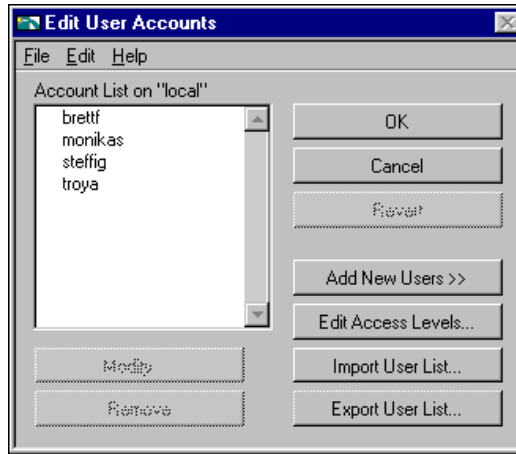 Edit User Accounts
File Edit Help
Account List on "local"
brettf
monikas
steffig
troya
OK
Cancel
Revert
Add New Users >>
Edit Access Levels...
Modify
Import User List...
Remove
Export User List...